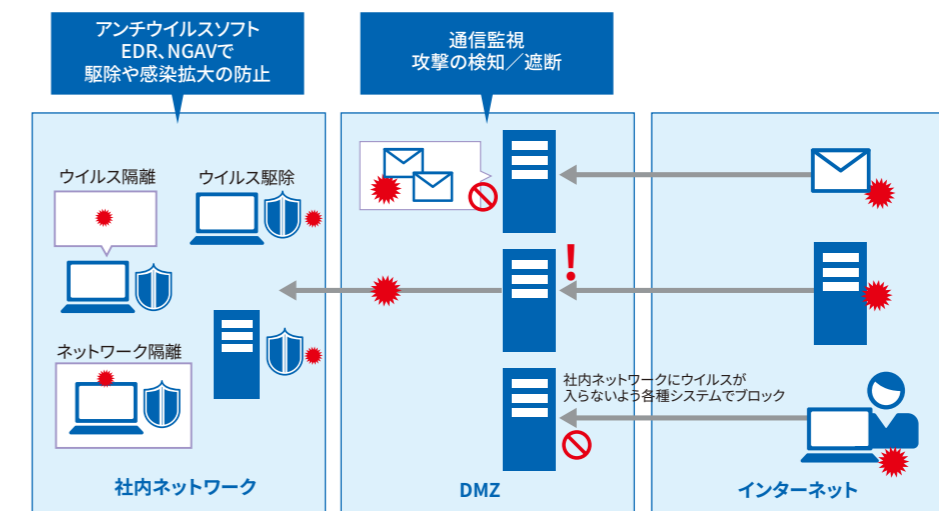 アンチウイルスソフト
EDR、NGAVで
駆除や感染拡大の防止
通信監視
攻撃の検知／遮断
ウイルス隔離
ウイルス駆除
ネットワーク隔離
社内ネットワークにウイルスが
入らないよう各種システムでブロック
社内ネットワーク
DMZ
インターネット